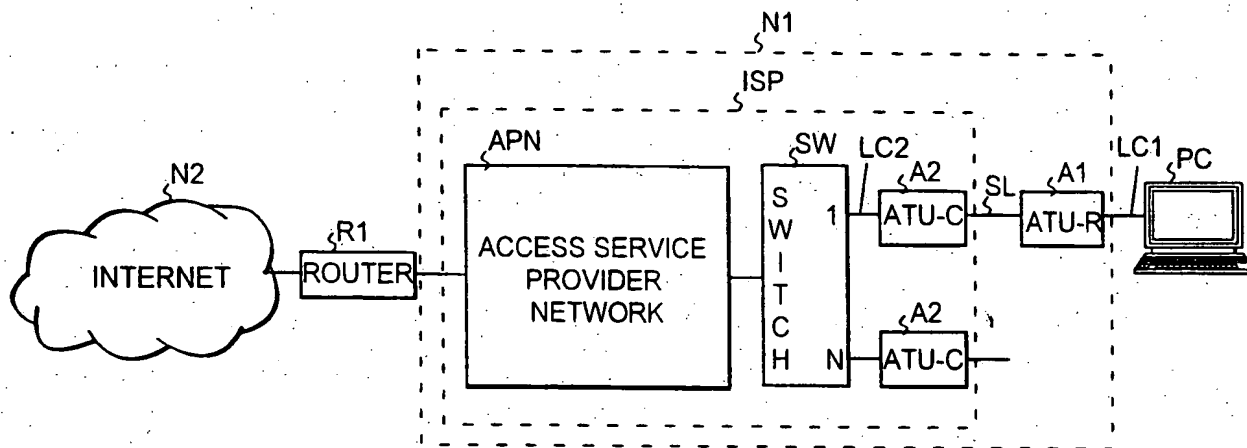 N1
ISP
APN
SW
LC2
A2
SL
A1
LC1
PC
N2
R1
INTERNET
ROUTER
ACCESS SERVICE
PROVIDER
NETWORK
SWITCH
1
N
ATU-C
ATU-R
A2
ATU-C